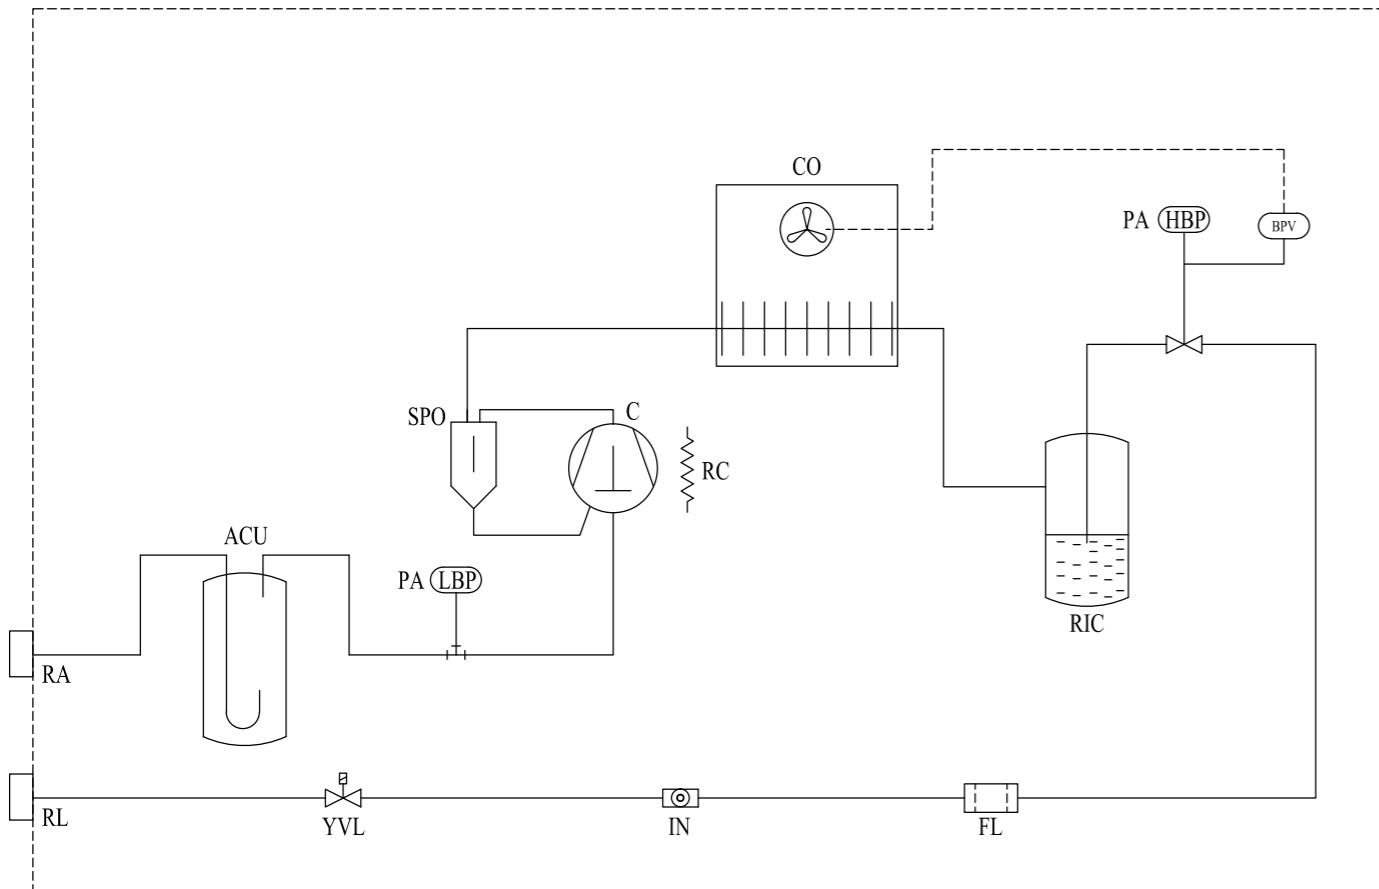 CO
PA HBP
BPV
SPO
C
RC
ACU
PA LBP
RIC
RA
RL
YVL
IN
FL